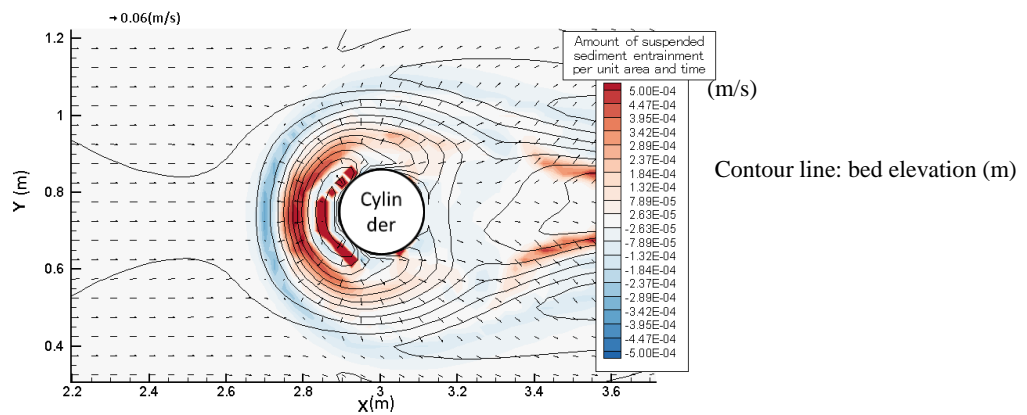 → 0.06(m/s)
Amount of suspended
sediment entrainment
per unit area and time
(m/s)
5.00E-04
4.47E-04
3.95E-04
3.42E-04
2.89E-04
2.37E-04
1.84E-04
1.32E-04
7.89E-05
2.63E-05
-2.63E-05
-7.89E-05
-1.32E-04
-1.84E-04
-2.37E-04
-2.89E-04
-3.42E-04
-3.95E-04
-4.47E-04
-5.00E-04
Contour line: bed elevation (m)
Cylin
der
Y (m)
1.2
1
0.8
0.6
0.4
2.2 2.4 2.6 2.8 3 3.2 3.4 3.6
X(m)